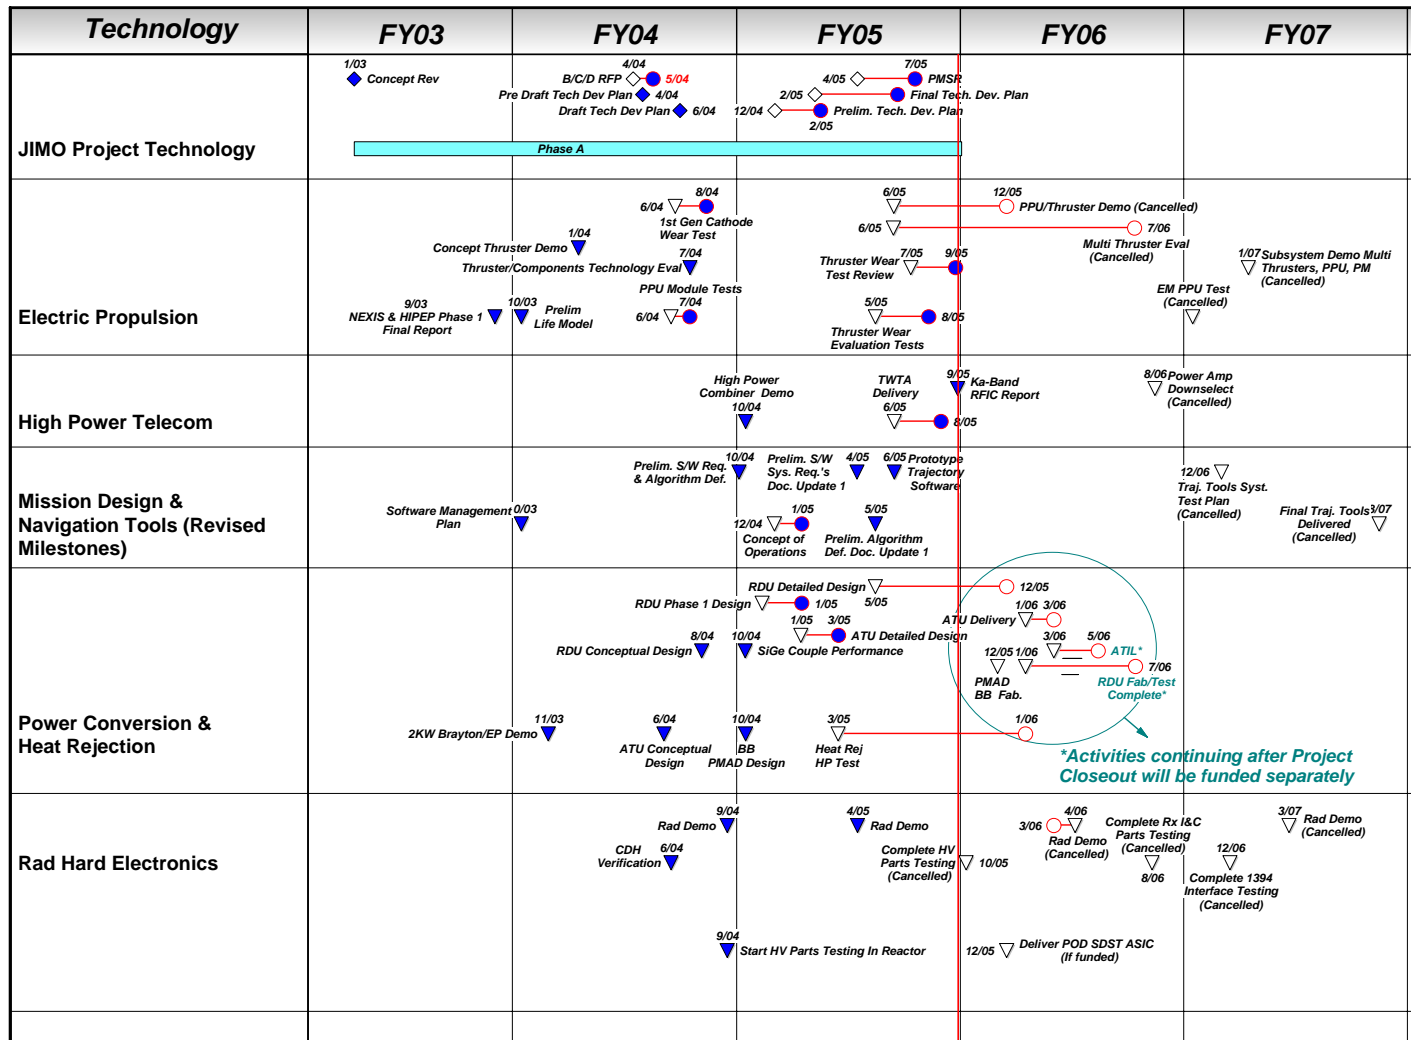 Technology
FY03
FY04
FY05
FY06
FY07
JIMO Project Technology
1/03
Concept Rev
4/04
B/C/D RFP
5/04
Pre Draft Tech Dev Plan
4/04
Draft Tech Dev Plan
6/04
7/05
4/05
PMSR
2/05
Final Tech. Dev. Plan
12/04
Prelim. Tech. Dev. Plan
2/05
Phase A
Electric Propulsion
8/04
6/04
1st Gen Cathode
Wear Test
1/04
Concept Thruster Demo
7/04
Thruster/Components Technology Eval
9/03
NEXIS & HIPEP Phase 1
Final Report
10/03
Prelim
Life Model
PPU Module Tests
7/04
6/04
6/05
12/05
PPU/Thruster Demo (Cancelled)
6/05
7/06
Multi Thruster Eval
(Cancelled)
Thruster Wear
Test Review
7/05
9/05
5/05
8/05
Thruster Wear
Evaluation Tests
1/07
Subsystem Demo Multi
Thrusters, PPU, PM
(Cancelled)
EM PPU Test
(Cancelled)
High Power Telecom
High Power
Combiner Demo
10/04
TWTA
Delivery
6/05
8/05
9/05
Ka-Band
RFIC Report
8/06
Power Amp
Downselect
(Cancelled)
Mission Design &
Navigation Tools (Revised
Milestones)
Software Management
Plan
0/03
10/04
Prelim. S/W Req.
& Algorithm Def.
Prelim. S/W
Sys. Req.'s
Doc. Update 1
4/05
6/05
Prototype
Trajectory
Software
12/04
1/05
Concept of
Operations
5/05
Prelim. Algorithm
Def. Doc. Update 1
12/06
Traj. Tools Syst.
Test Plan
(Cancelled)
Final Traj. Tools
Delivered
(Cancelled)
3/07
Power Conversion &
Heat Rejection
RDU Detailed Design
5/05
12/05
RDU Phase 1 Design
1/05
1/05
3/05
ATU Detailed Design
8/04
RDU Conceptual Design
10/04
SiGe Couple Performance
1/06
3/06
ATU Delivery
3/06
5/06
ATIL*
12/05
1/06
7/06
PMAD
BB Fab.
RDU Fab/Test
Complete*
11/03
2KW Brayton/EP Demo
6/04
ATU Conceptual
Design
10/04
BB
PMAD Design
3/05
Heat Rej
HP Test
1/06
*Activities continuing after Project
Closeout will be funded separately
Rad Hard Electronics
9/04
Rad Demo
6/04
CDH
Verification
4/05
Rad Demo
Complete HV
Parts Testing
(Cancelled)
10/05
3/06
4/06
Rad Demo
(Cancelled)
Complete Rx I&C
Parts Testing
(Cancelled)
8/06
3/07
Rad Demo
(Cancelled)
12/06
Complete 1394
Interface Testing
(Cancelled)
9/04
Start HV Parts Testing In Reactor
12/05
Deliver POD SDST ASIC
(If funded)